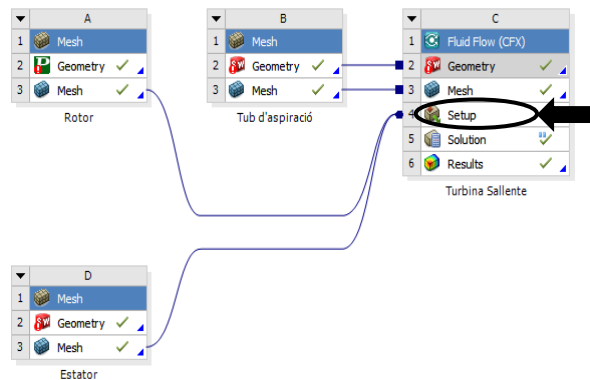 A
1 Mesh
2 Geometry
3 Mesh
Rotor
B
1 Mesh
2 Geometry
3 Mesh
Tub d'aspiració
C
1 Fluid Flow (CFX)
2 Geometry
3 Mesh
4 Setup
5 Solution
6 Results
Turbina Sallente
D
1 Mesh
2 Geometry
3 Mesh
Estator